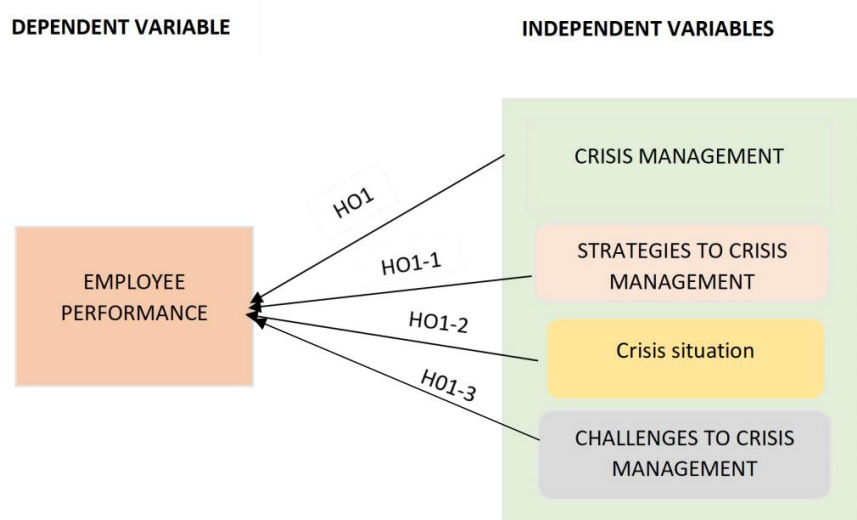 DEPENDENT VARIABLE
INDEPENDENT VARIABLES
CRISIS MANAGEMENT
HO1
STRATEGIES TO CRISIS
MANAGEMENT
HO1-1
EMPLOYEE
PERFORMANCE
HO1-2
Crisis situation
H01-3
CHALLENGES TO CRISIS
MANAGEMENT